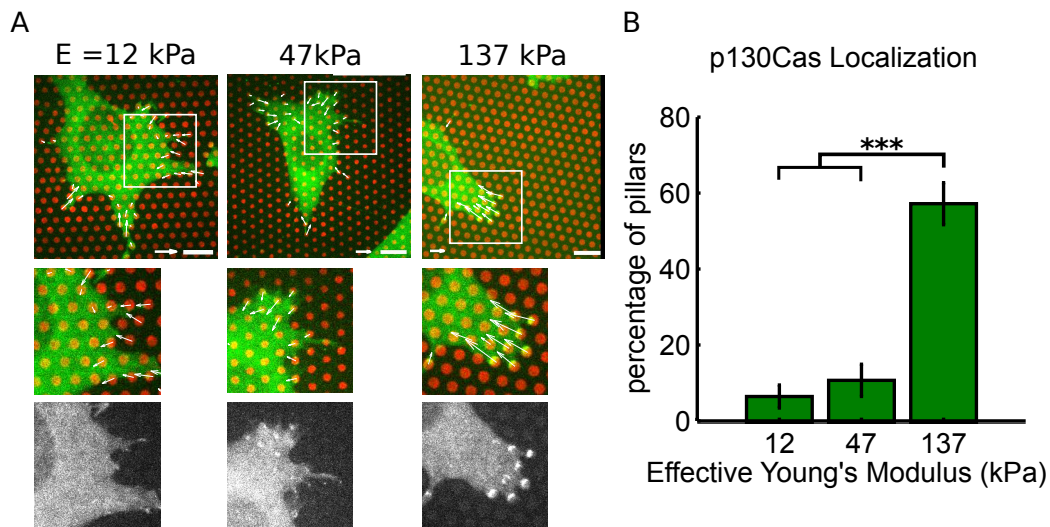 A
E =12 kPa
47kPa
137 kPa
B
p130Cas Localization
percentage of pillars
80
60
40
20
0
***
12
47
137
Effective Young's Modulus (kPa)